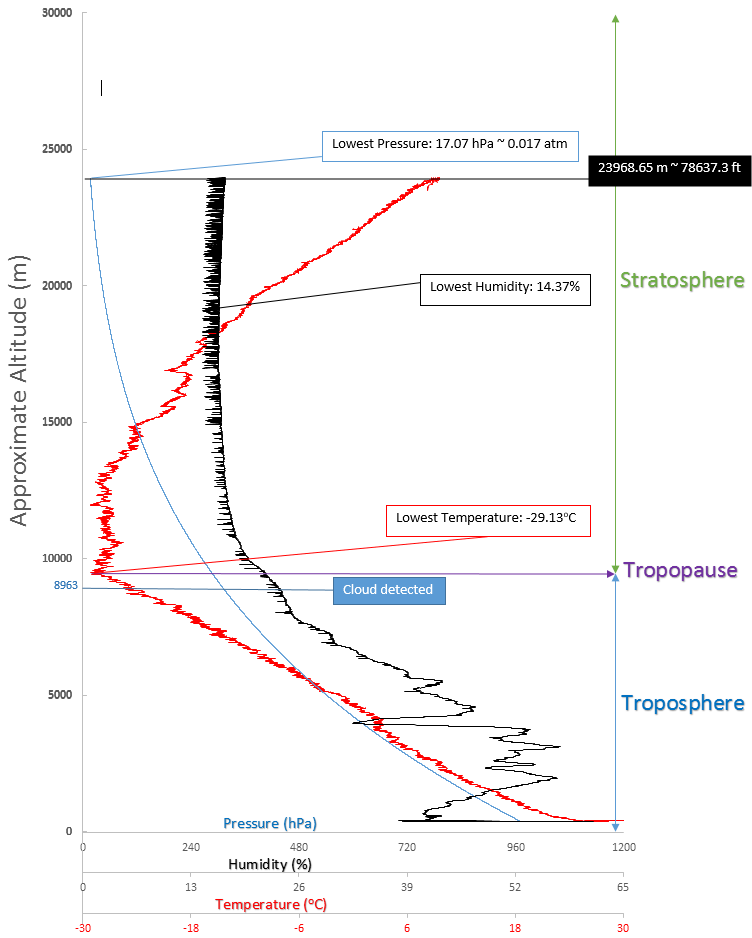 30000
25000
20000
15000
10000
8963
5000
0
Approximate Altitude (m)
Lowest Pressure: 17.07 hPa ~ 0.017 atm
23968.65 m ~ 78637.3 ft
Stratosphere
Lowest Humidity: 14.37%
Lowest Temperature: -29.13°C
Tropopause
Cloud detected
Troposphere
Pressure (hPa)
0 240 480 720 960 1200
Humidity (%)
0 13 26 39 52 65
Temperature (°C)
-30 -18 -6 6 18 30